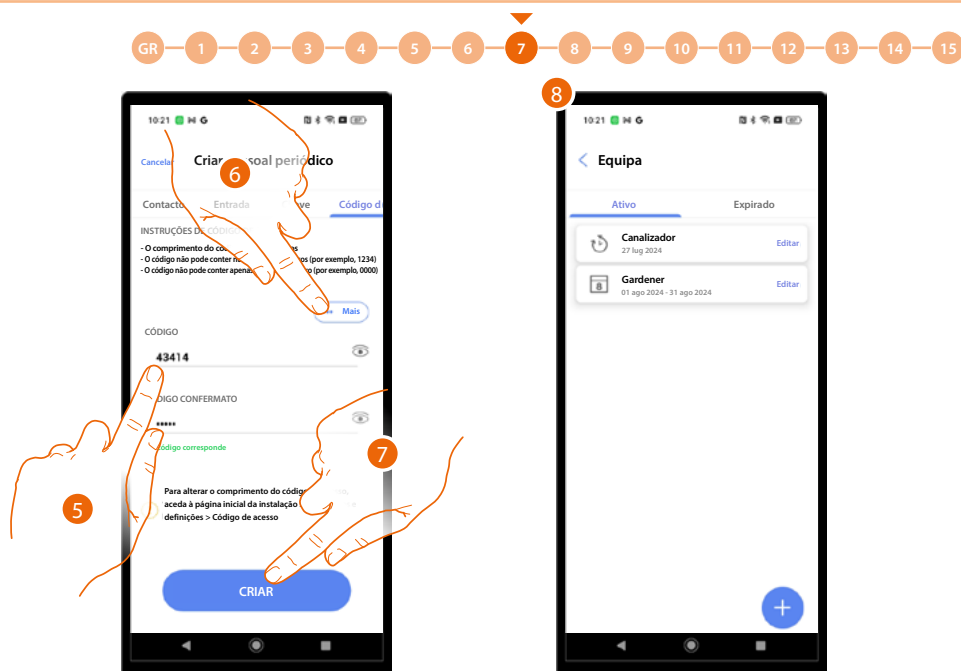 GR 1 2 3 4 5 6 7 8 9 10 11 12 13 14 15
10:21
Cancelar Criar soal periódico
6
Contacto Entrada ve Código d
INSTRUÇÕES DE CÓDIGO
- O comprimento do
- O código não pode conter os (por exemplo, 1234)
- O código não pode conter apenas o (por exemplo, 0000)
Mais
CÓDIGO
43414
DIGO CONFERMATO
•••••
código corresponde
7
5
Para alterar o comprimento do código
aceda à página inicial da instalação
definições > Código de acesso
CRIAR
8
10:21
< Equipa
Ativo Expirado
Canalizador
27 lug 2024
Editar
Gardener
01 ago 2024 - 31 ago 2024
Editar
8
+